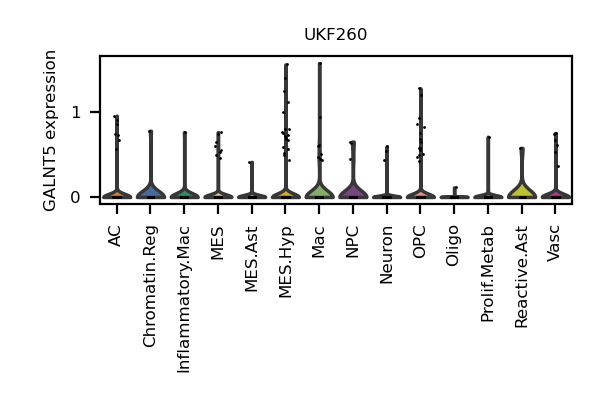 UKF260
GALNT5 expression
1
0
AC
Chromatin.Reg
Inflammatory.Mac
MES
MES.Ast
MES.Hyp
Mac
NPC
Neuron
OPC
Oligo
Prolif.Metab
Reactive.Ast
Vasc